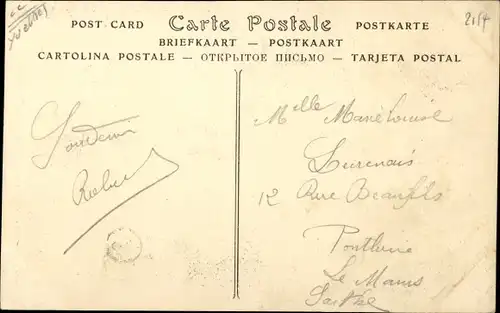 POST CARD Carte Postale POSTKARTE
BRIEFKAART — POSTKAART
CARTOLINA POSTALE — ОТКРЫТОЕ ПИСЬМО — TARJETA POSTAL
Souvenir
Mlle Marie Louise
12 Rue
Pontlieue
Le Mans
Sarthe